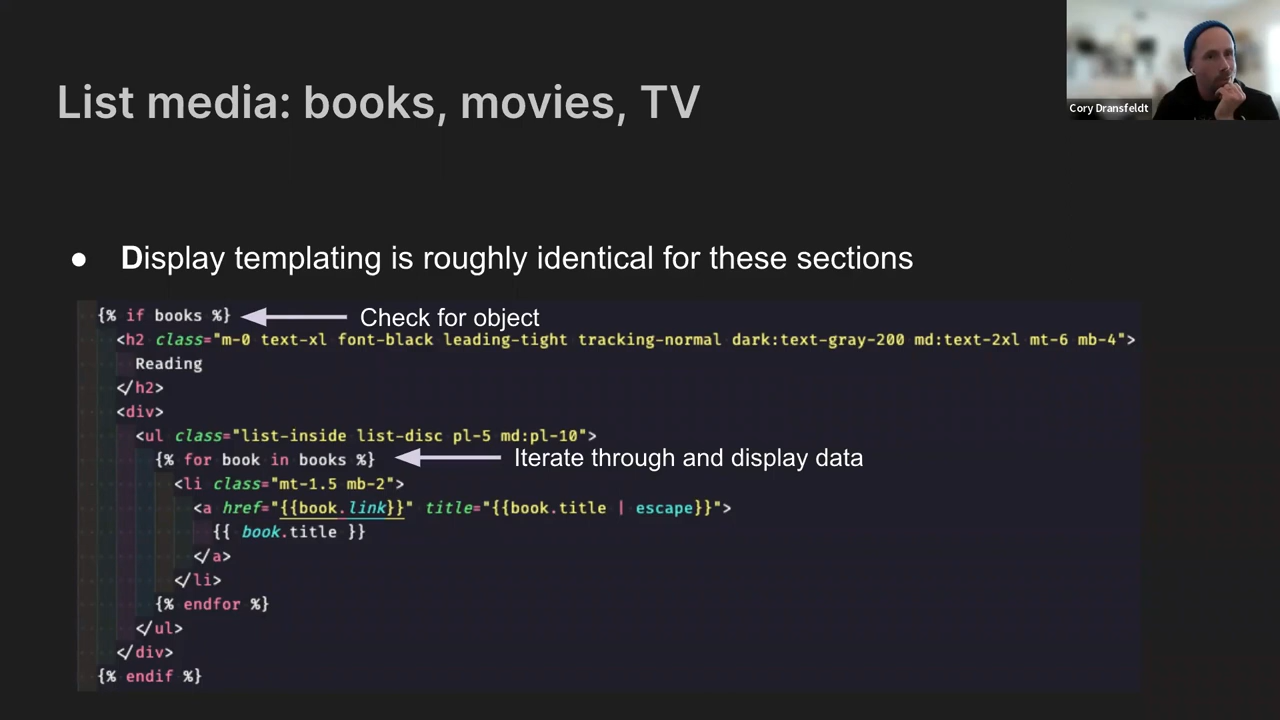 List media: books, movies, TV
Cory Dransfeldt
● Display templating is roughly identical for these sections
{% if books %}
Check for object
<h2 class="m-0 text-xl font-black leading-tight tracking-normal dark:text-gray-200 md:text-2xl mt-6 mb-4">
Reading
</h2>
<div>
<ul class="list-inside list-disc pl-5 md:pl-10">
{% for book in books %}
Iterate through and display data
<li class="mt-1.5 mb-2">
<a href="{{book.link}}" title="{{book.title | escape}}">
{{ book.title }}
</a>
</li>
{% endfor %}
</ul>
</div>
{% endif %}